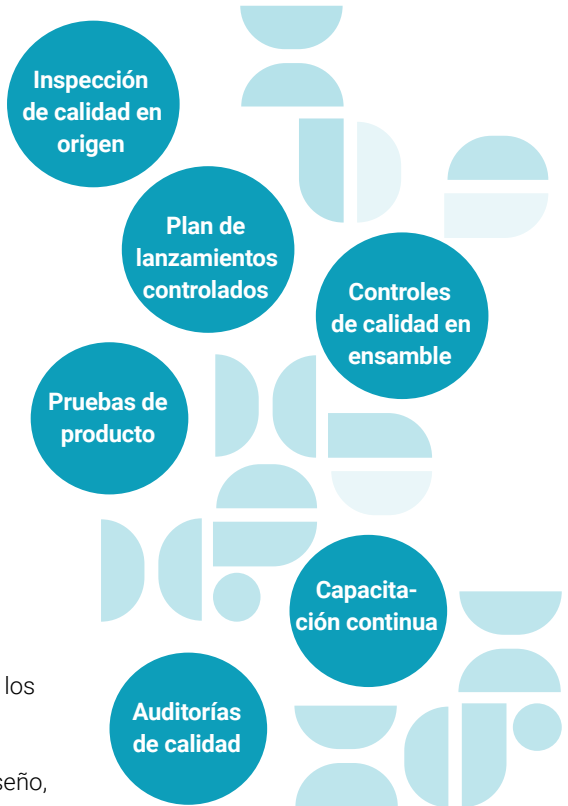 Inspección
de calidad en
origen
Plan de
lanzamientos
controlados
Controles
de calidad en
ensamble
Pruebas de
producto
Capacita-
ción continua
los
Auditorías
de calidad
seño,